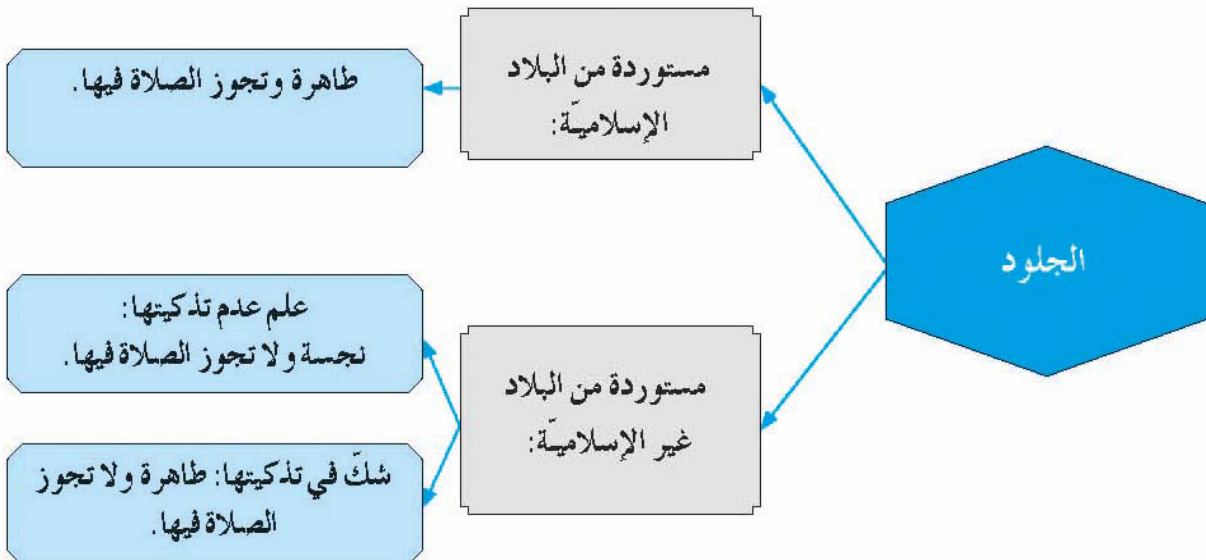 الجلود
مستوردة من البلاد
الإسلاميّة:
طاهرة وتجوز الصلاة فيها.
مستوردة من البلاد
غير الإسلاميّة:
علم عدم تذكيتها:
نجسة ولا تجوز الصلاة فيها.
شكّ في تذكيتها: طاهرة ولا تجوز
الصلاة فيها.